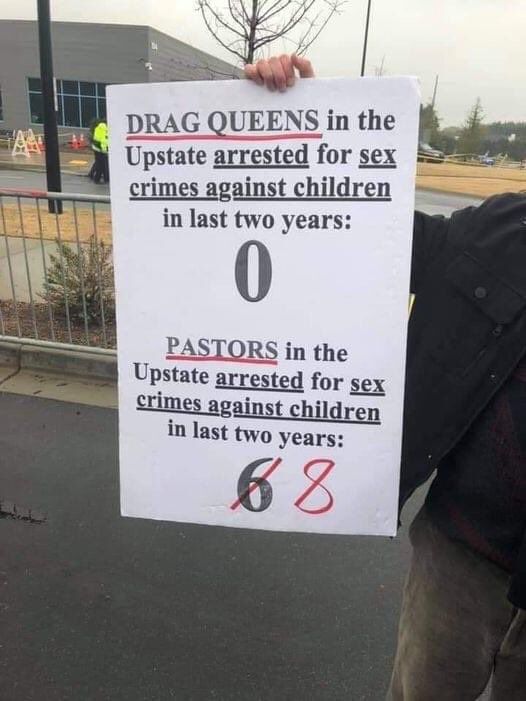 DRAG QUEENS in the
Upstate arrested for sex
crimes against children
in last two years:
0
PASTORS in the
Upstate arrested for sex
crimes against children
in last two years:
6 8